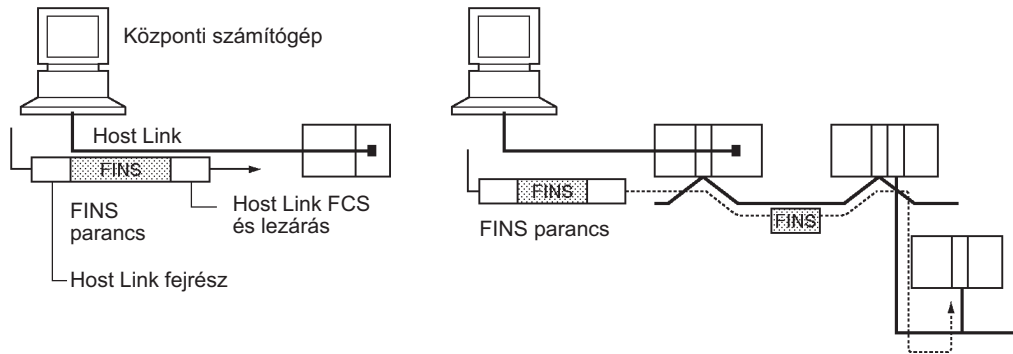 Központi számítógép
Host Link
FINS
FINS
parancs
Host Link FCS
és lezárás
Host Link fejrész
FINS
FINS parancs
FINS